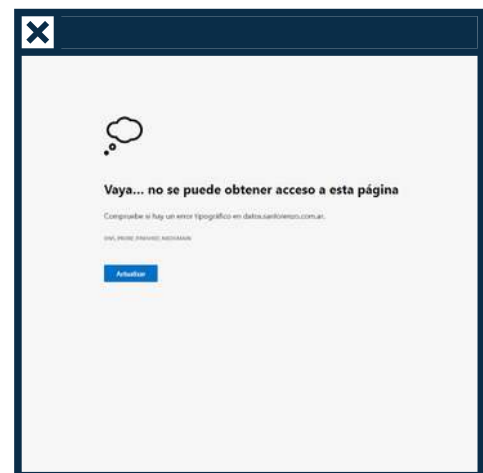 Vaya... no se puede obtener acceso a esta página
Compruebe si hay un error tipográfico en datos.sanlorenzo.com.ar.
Actualizar